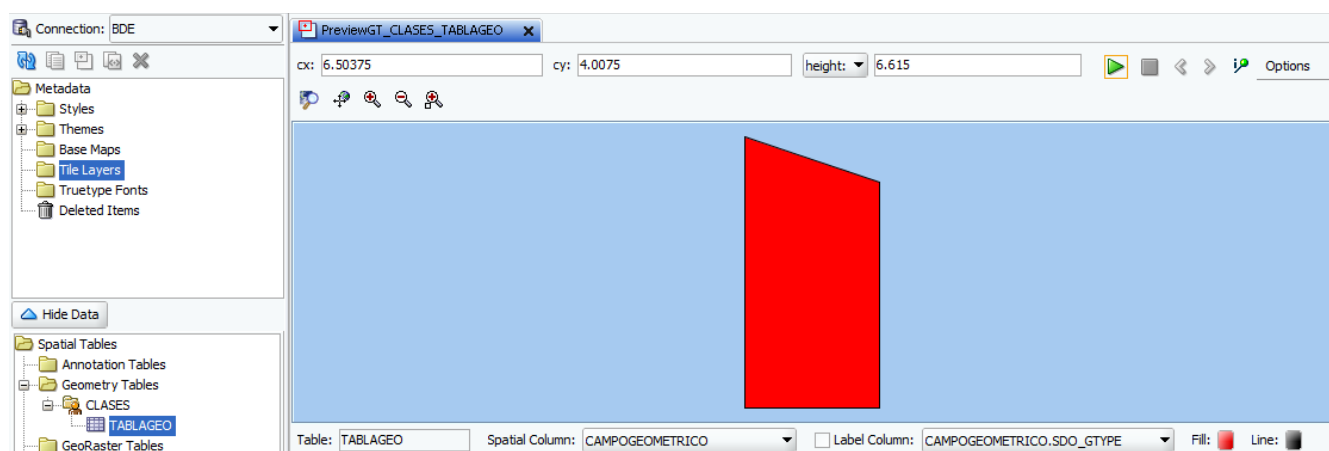 Connection: BDE
Metadata
Styles
Themes
Base Maps
Tile Layers
Truetype Fonts
Deleted Items
Hide Data
Spatial Tables
Annotation Tables
Geometry Tables
CLASES
TABLAGEO
GeoRaster Tables
PreviewGT_CLASES_TABLAGEO
cx: 6.50375 cy: 4.0075 height: 6.615 Options
Table: TABLAGEO Spatial Column: CAMPOGEOMETRICO Label Column: CAMPOGEOMETRICO.SDO_GTYPE Fill: Line: